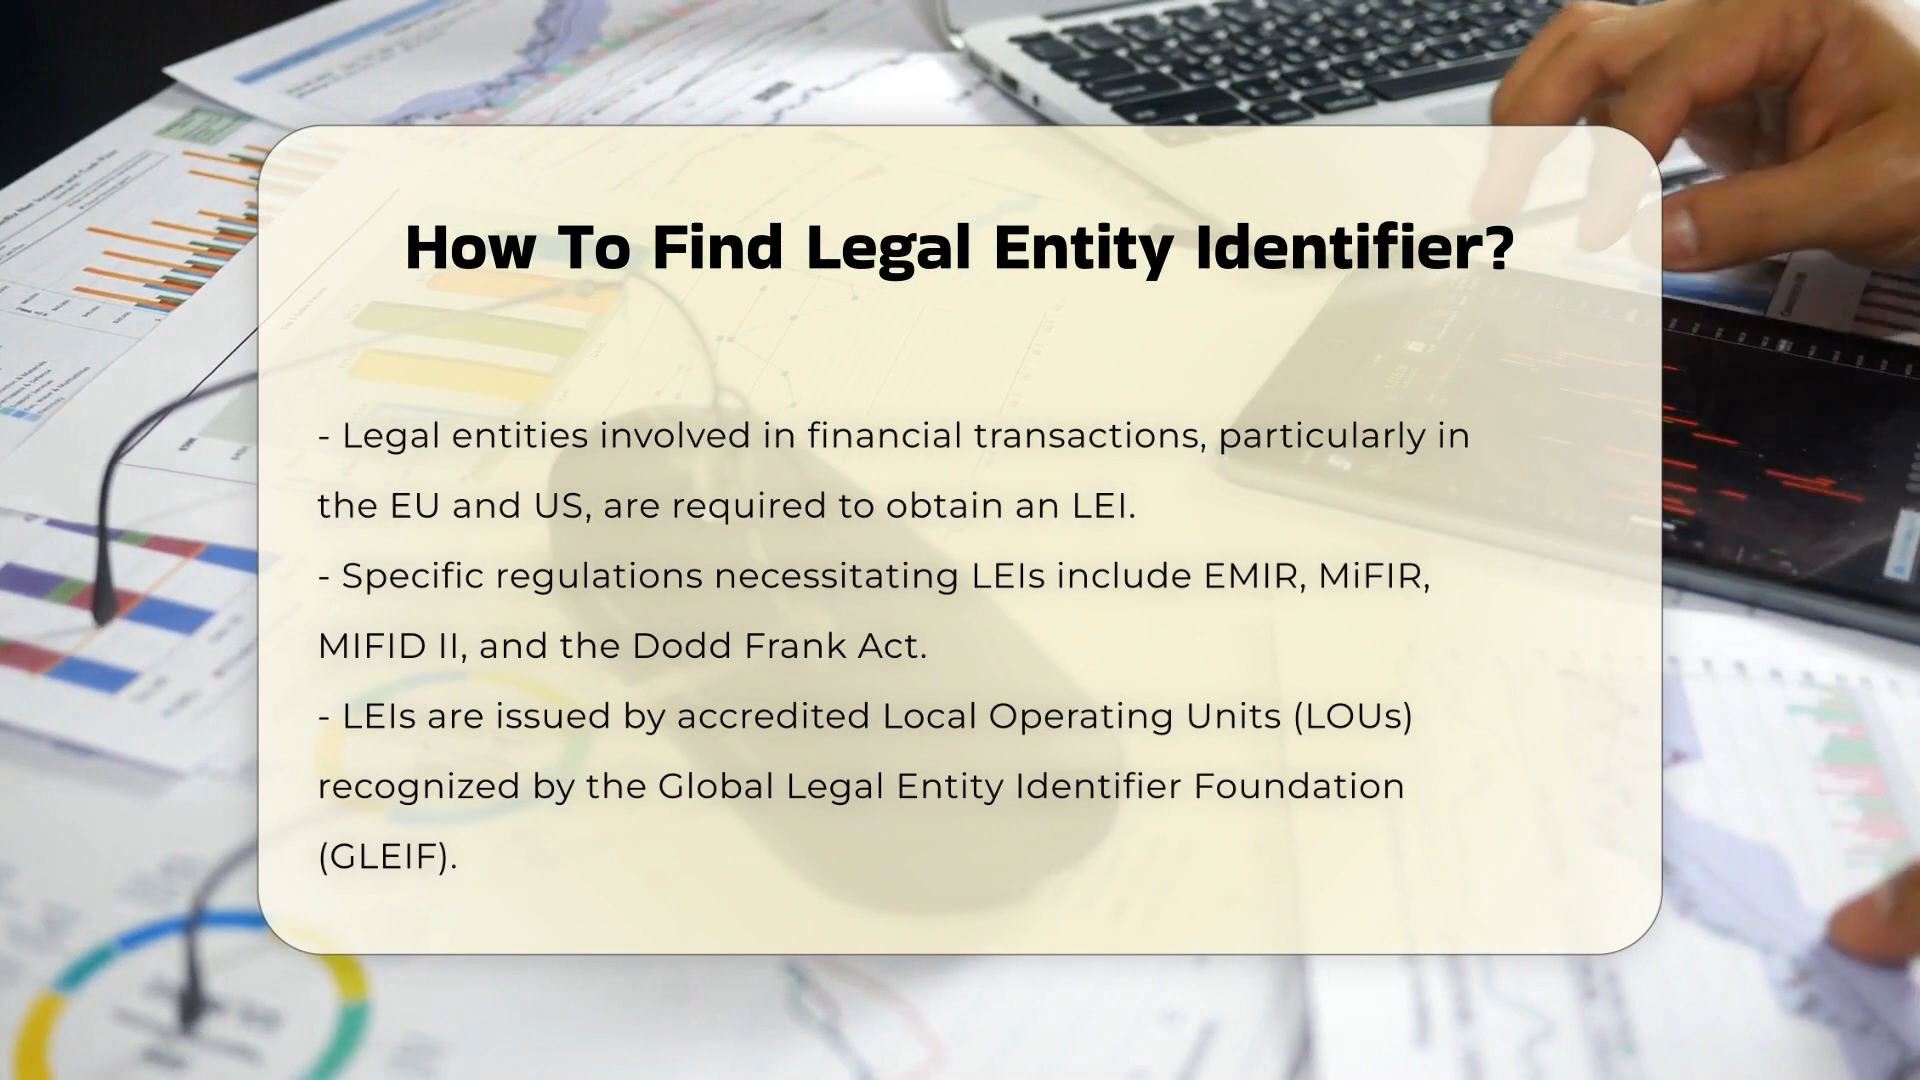 How To Find Legal Entity Identifier?
- Legal entities involved in financial transactions, particularly in
the EU and US, are required to obtain an LEI.
- Specific regulations necessitating LEIs include EMIR, MiFIR,
MIFID II, and the Dodd Frank Act.
- LEIs are issued by accredited Local Operating Units (LOUs)
recognized by the Global Legal Entity Identifier Foundation
(GLEIF).